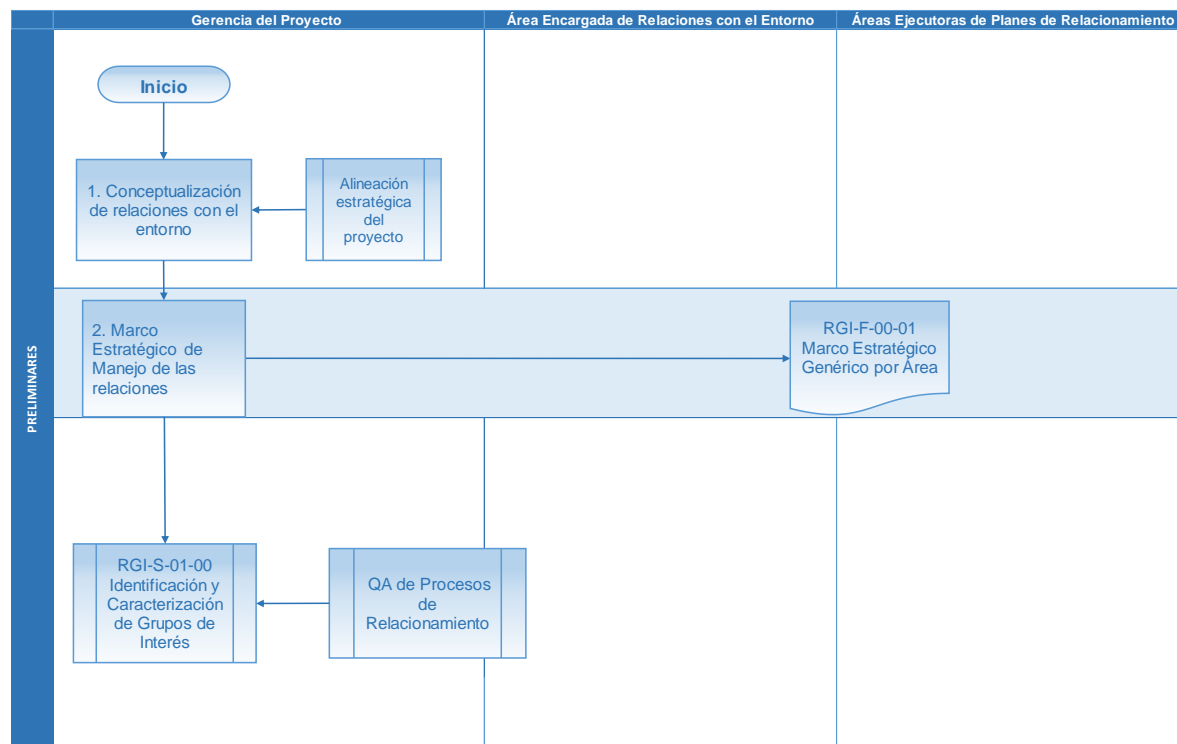 Gerencia del Proyecto
Área Encargada de Relaciones con el Entorno
Áreas Ejecutoras de Planes de Relacionamiento
PRELIMINARES
Inicio
1. Conceptualización
de relaciones con el
entorno
Alineación
estratégica
del
proyecto
2. Marco
Estratégico de
Manejo de las
relaciones
RGI-F-00-01
Marco Estratégico
Genérico por Área
RGI-S-01-00
Identificación y
Caracterización
de Grupos de
Interés
QA de Procesos
de
Relacionamiento